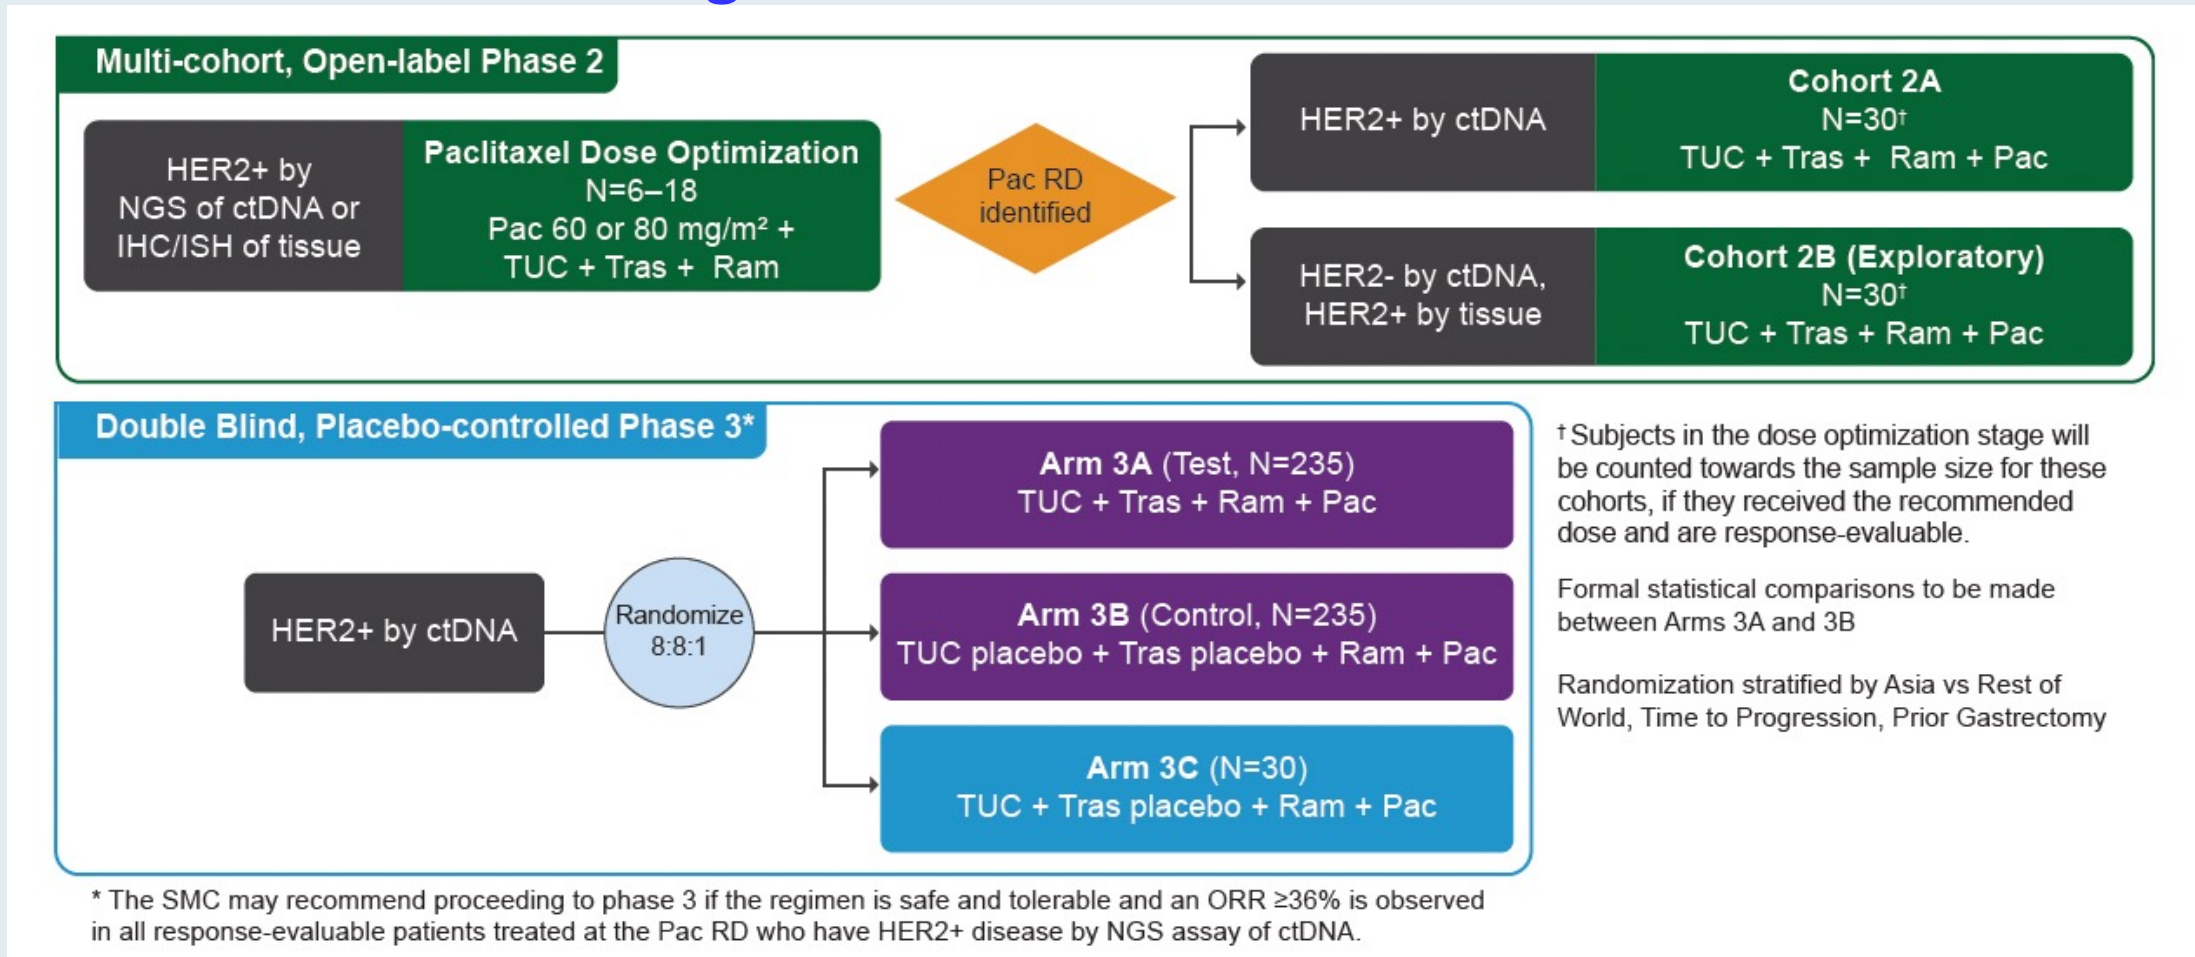 Multi-cohort, Open-label Phase 2
HER2+ by
NGS of ctDNA or
IHC/ISH of tissue
Paclitaxel Dose Optimization
N=6–18
Pac 60 or 80 mg/m² +
TUC + Tras + Ram
Pac RD
identified
HER2+ by ctDNA
Cohort 2A
N=30†
TUC + Tras + Ram + Pac
HER2- by ctDNA,
HER2+ by tissue
Cohort 2B (Exploratory)
N=30†
TUC + Tras + Ram + Pac
Double Blind, Placebo-controlled Phase 3*
HER2+ by ctDNA
Randomize
8:8:1
Arm 3A (Test, N=235)
TUC + Tras + Ram + Pac
Arm 3B (Control, N=235)
TUC placebo + Tras placebo + Ram + Pac
Arm 3C (N=30)
TUC + Tras placebo + Ram + Pac
† Subjects in the dose optimization stage will
be counted towards the sample size for these
cohorts, if they received the recommended
dose and are response-evaluable.
Formal statistical comparisons to be made
between Arms 3A and 3B
Randomization stratified by Asia vs Rest of
World, Time to Progression, Prior Gastrectomy
* The SMC may recommend proceeding to phase 3 if the regimen is safe and tolerable and an ORR ≥36% is observed
in all response-evaluable patients treated at the Pac RD who have HER2+ disease by NGS assay of ctDNA.